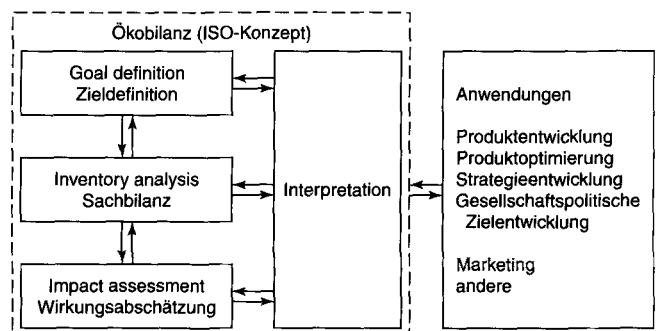 Ökobilanz (ISO-Konzept)
Goal definition
Zieldefinition
Inventory analysis
Sachbilanz
Impact assessment
Wirkungsabschätzung
Interpretation
Anwendungen
Produktentwicklung
Produktoptimierung
Strategieentwicklung
Gesellschaftspolitische
Zielentwicklung
Marketing
andere